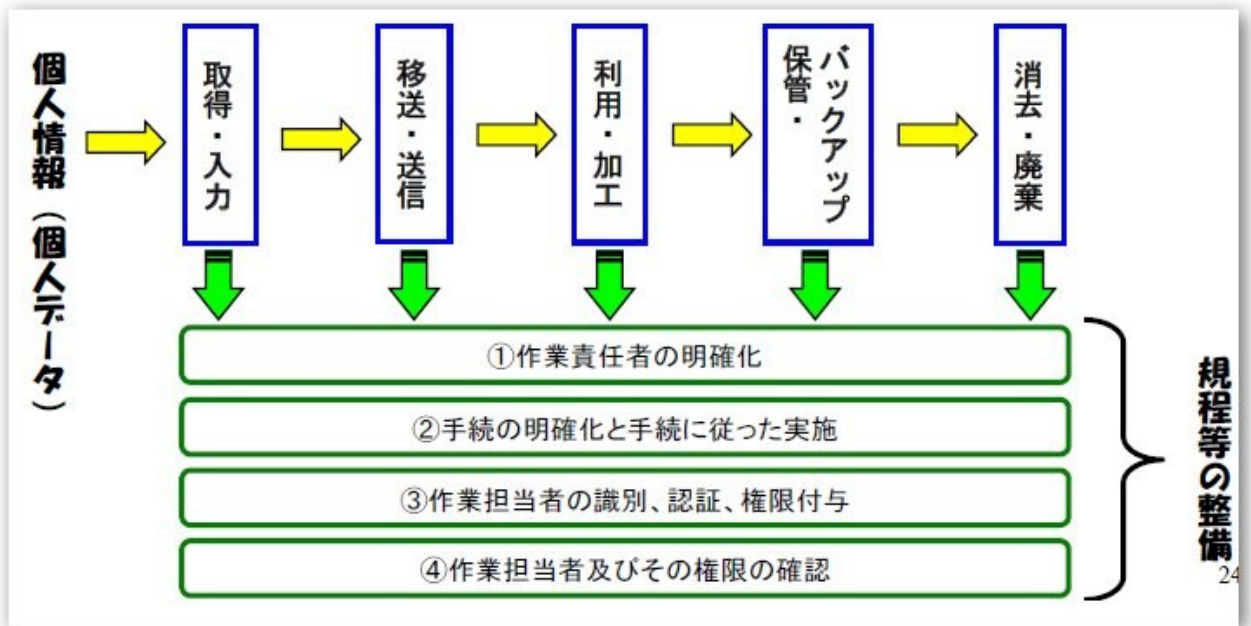 個人情報(個人データ)
取得・入力
移送・送信
利用・加工
保管・
バックアップ
消去・廃棄
①作業責任者の明確化
②手続の明確化と手続に従った実施
③作業担当者の識別、認証、権限付与
④作業担当者及びその権限の確認
規程等の整備
24